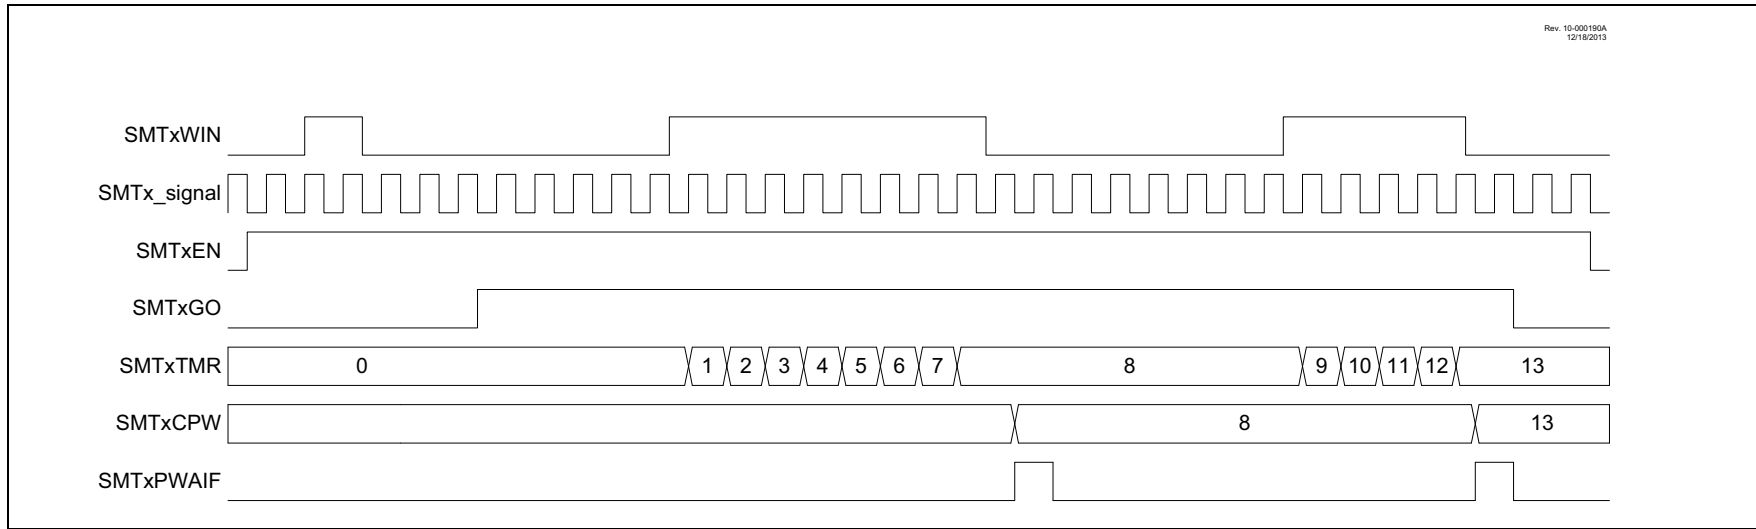 Rev. 10-000190A
12/18/2013
SMTxWIN
SMTx_signal
SMTxEN
SMTxGO
SMTxTMR 0 1 2 3 4 5 6 7 8 9 10 11 12 13
SMTxCPW 8 13
SMTxPWAIF